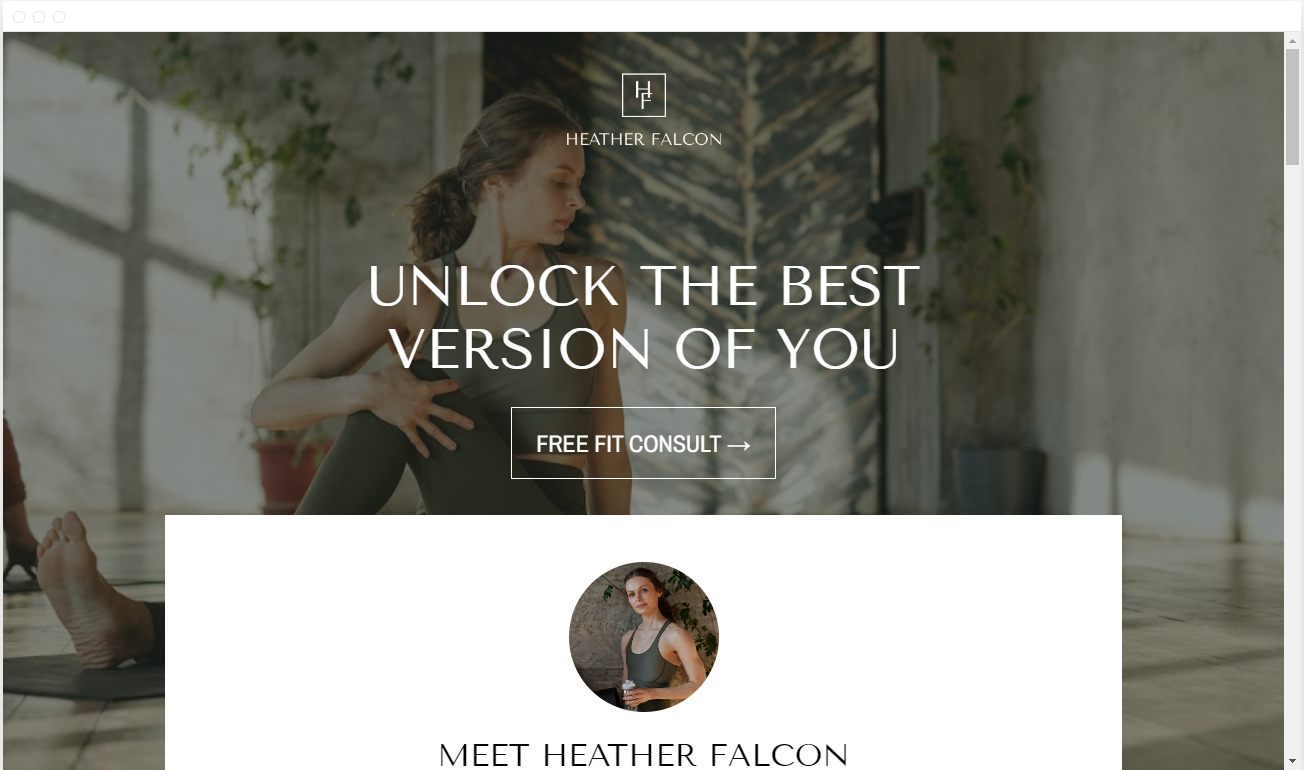 HF
HEATHER FALCON
UNLOCK THE BEST
VERSION OF YOU
FREE FIT CONSULT →
MEET HEATHER FALCON